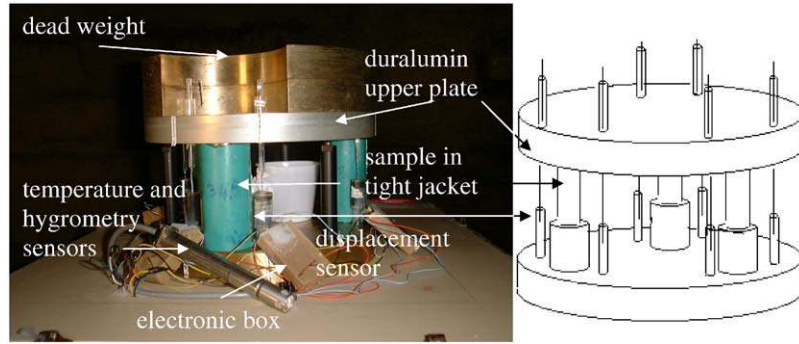 dead weight
duralumin
upper plate
sample in
tight jacket
temperature and
hygrometry
sensors
displacement
sensor
electronic box